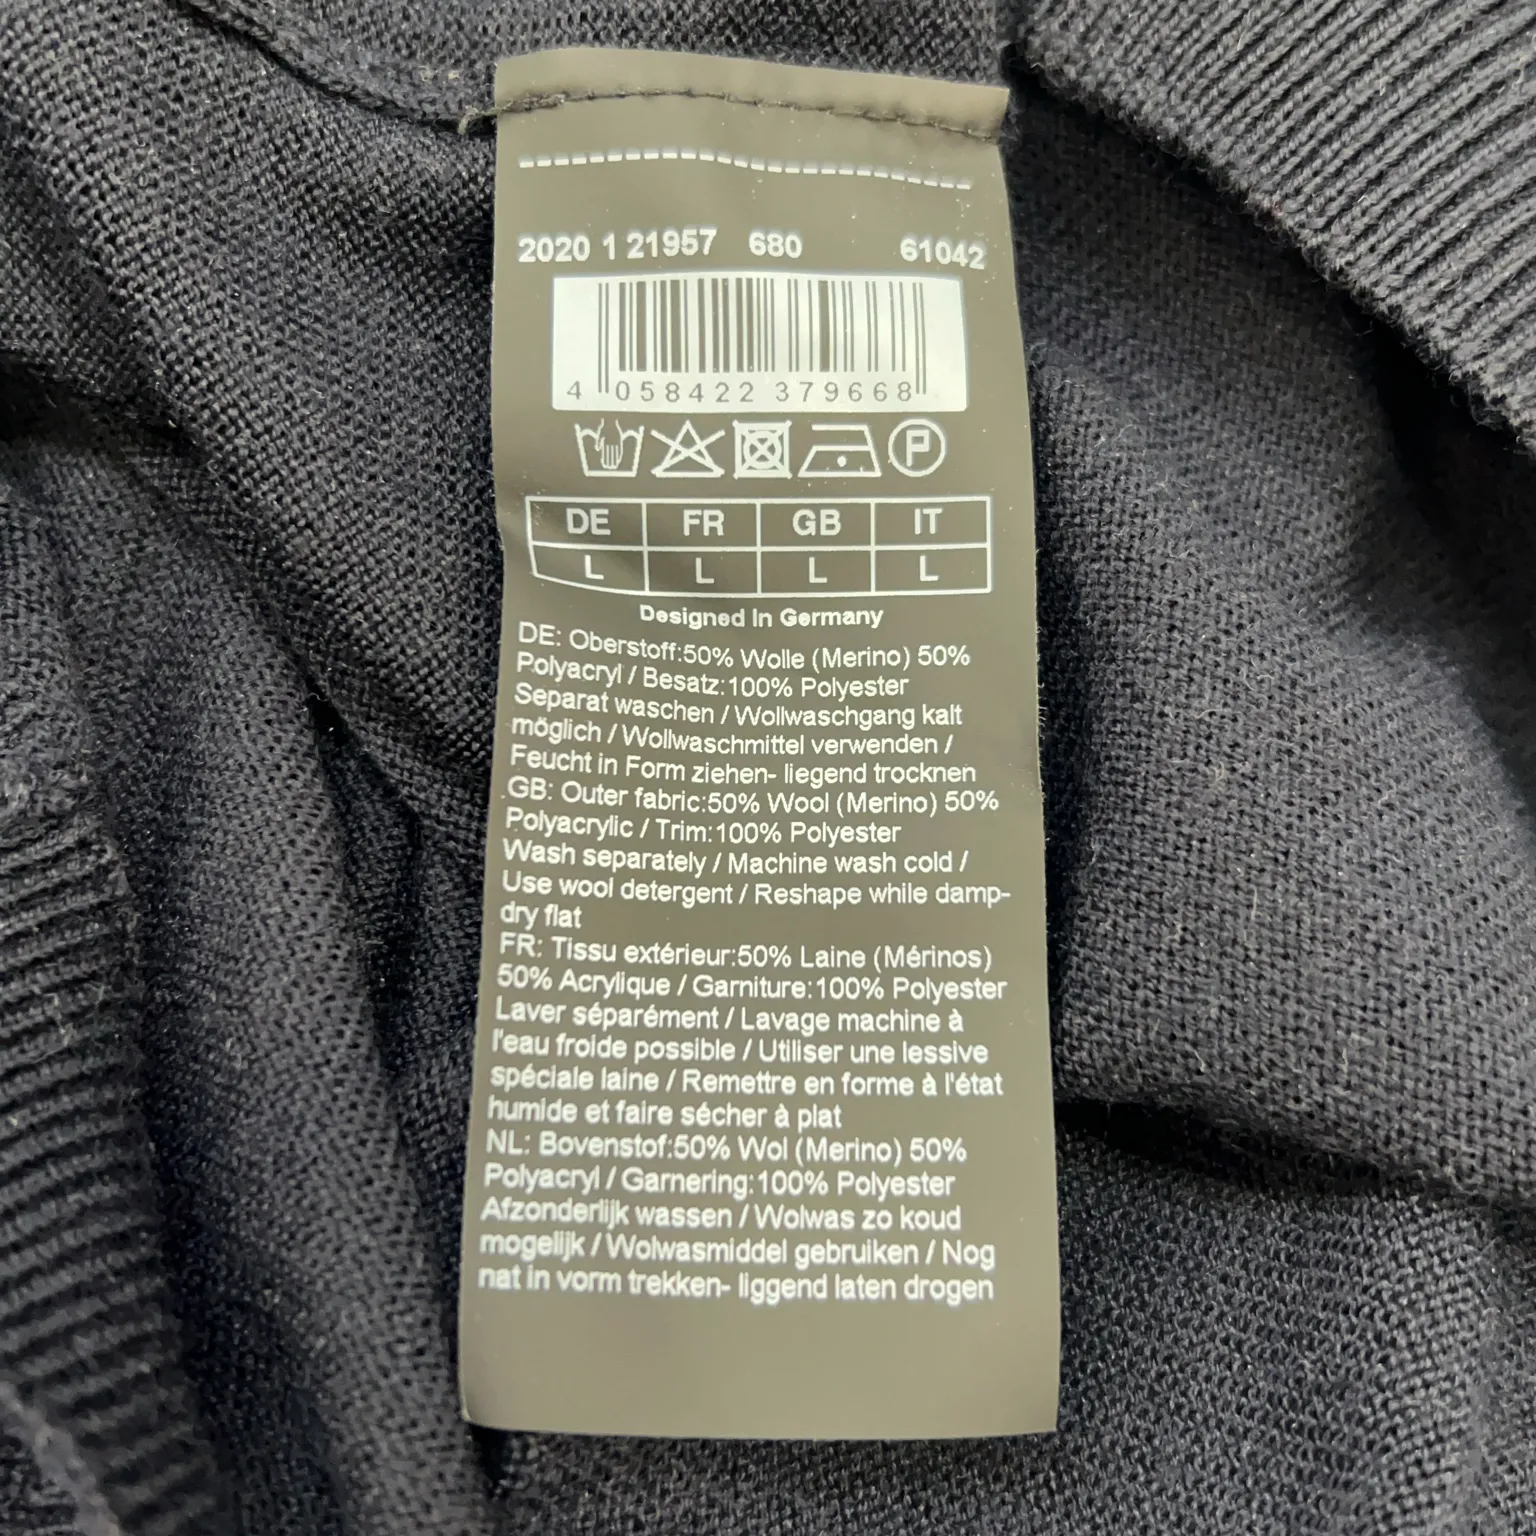 2020 1 21957 680 61042
4 058422 379668
P
DE FR GB IT
L L L L
Designed In Germany
DE: Oberstoff:50% Wolle (Merino) 50%
Polyacryl / Besatz:100% Polyester
Separat waschen / Wollwaschgang kalt
möglich / Wollwaschmittel verwenden /
Feucht in Form ziehen- liegend trocknen
GB: Outer fabric:50% Wool (Merino) 50%
Polyacrylic / Trim:100% Polyester
Wash separately / Machine wash cold /
Use wool detergent / Reshape while damp-
dry flat
FR: Tissu extérieur:50% Laine (Mérinos)
50% Acrylique / Garniture:100% Polyester
Laver séparément / Lavage machine à
l'eau froide possible / Utiliser une lessive
spéciale laine / Remettre en forme à l'état
humide et faire sécher à plat
NL: Bovenstof:50% Wol (Merino) 50%
Polyacryl / Garnering:100% Polyester
Afzonderlijk wassen / Wolwas zo koud
mogelijk / Wolwasmiddel gebruiken / Nog
nat in vorm trekken- liggend laten drogen